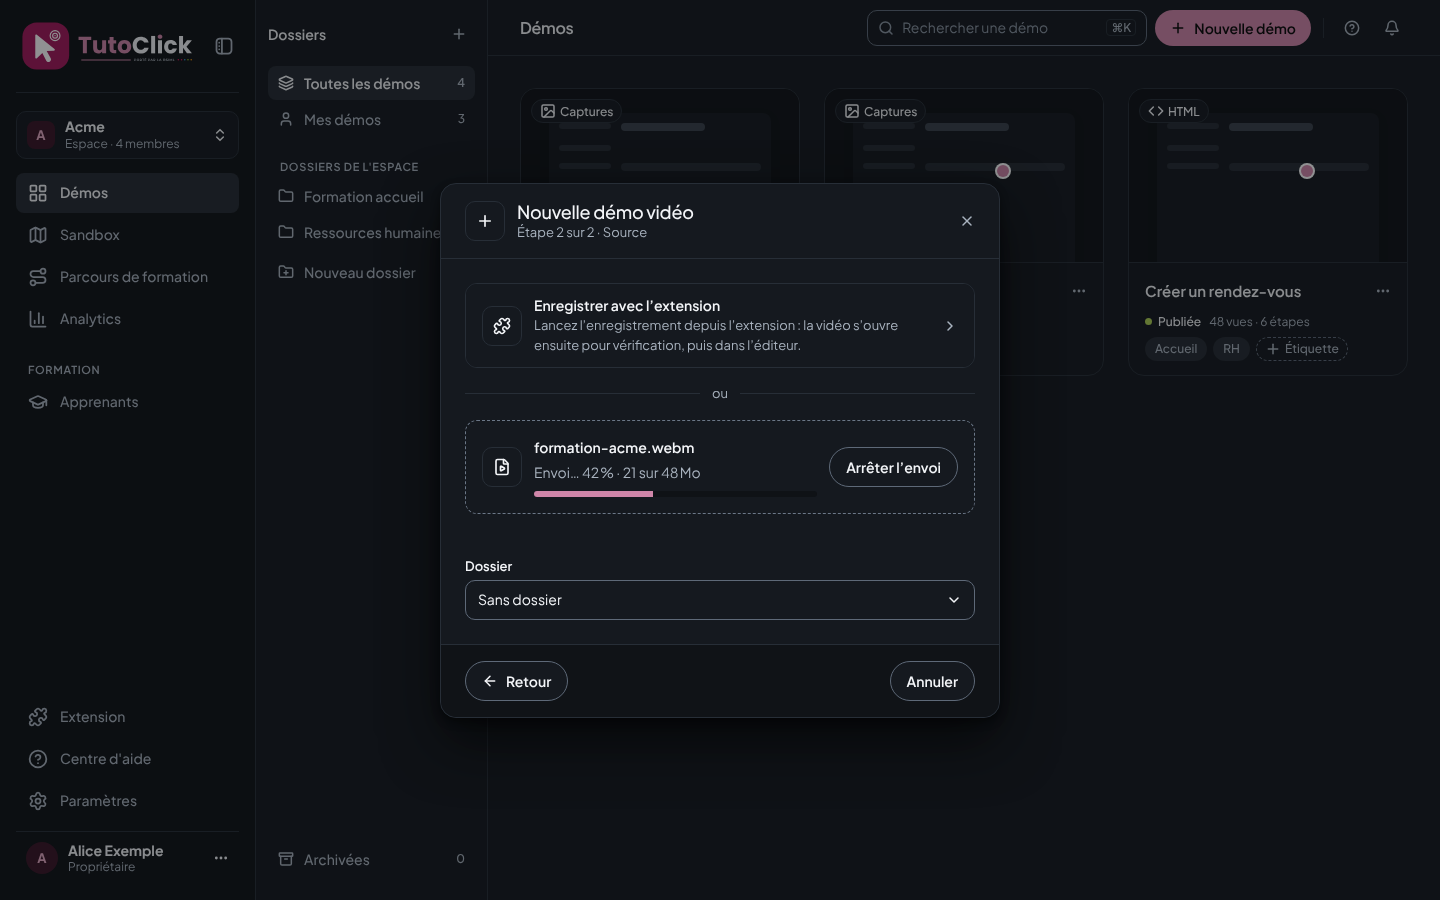 TutoClick
Acme
Espace · 4 membres
Démos
Sandbox
Parcours de formation
Analytics
FORMATION
Apprenants
Extension
Centre d'aide
Paramètres
A
Alice Exemple
Propriétaire
A
Dossiers
Toutes les démos 4
Mes démos 3
DOSSIERS DE L'ESPACE
Formation accueil
Ressources humaine
Nouveau dossier
Archivées 0
Démos
Rechercher une démo ⌘K
Nouvelle démo
Captures
Captures
HTML
Créer un rendez-vous
Publiée 48 vues · 6 étapes
Accueil RH + Étiquette
Nouvelle démo vidéo
Étape 2 sur 2 · Source
Enregistrer avec l’extension
Lancez l’enregistrement depuis l’extension : la vidéo s’ouvre
ensuite pour vérification, puis dans l’éditeur.
ou
formation-acme.webm
Envoi… 42 % · 21 sur 48 Mo
Arrêter l’envoi
Dossier
Sans dossier
Retour
Annuler